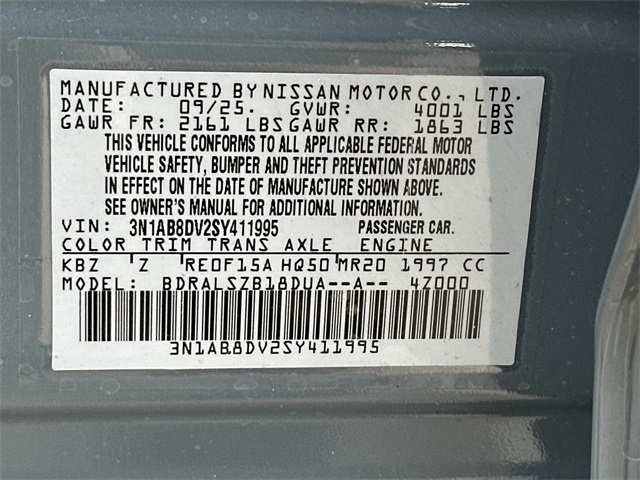 MANUFACTURED BY NISSAN MOTOR CO., LTD.
DATE: 09/25. GVWR: 4001 LBS
GAWR FR: 2161 LBS GAWR RR: 1863 LBS
THIS VEHICLE CONFORMS TO ALL APPLICABLE FEDERAL MOTOR
VEHICLE SAFETY, BUMPER AND THEFT PREVENTION STANDARDS
IN EFFECT ON THE DATE OF MANUFACTURE SHOWN ABOVE.
SEE OWNER'S MANUAL FOR ADDITIONAL INFORMATION.
VIN: 3N1AB8DV2SY411995 PASSENGER CAR.
COLOR TRIM TRANS AXLE ENGINE
KBZ Z RE0F15A HQ50 MR20 1997 CC
MODEL: BDRALSZB18DUA--A-- 4Z000
3N1AB8DV2SY411995